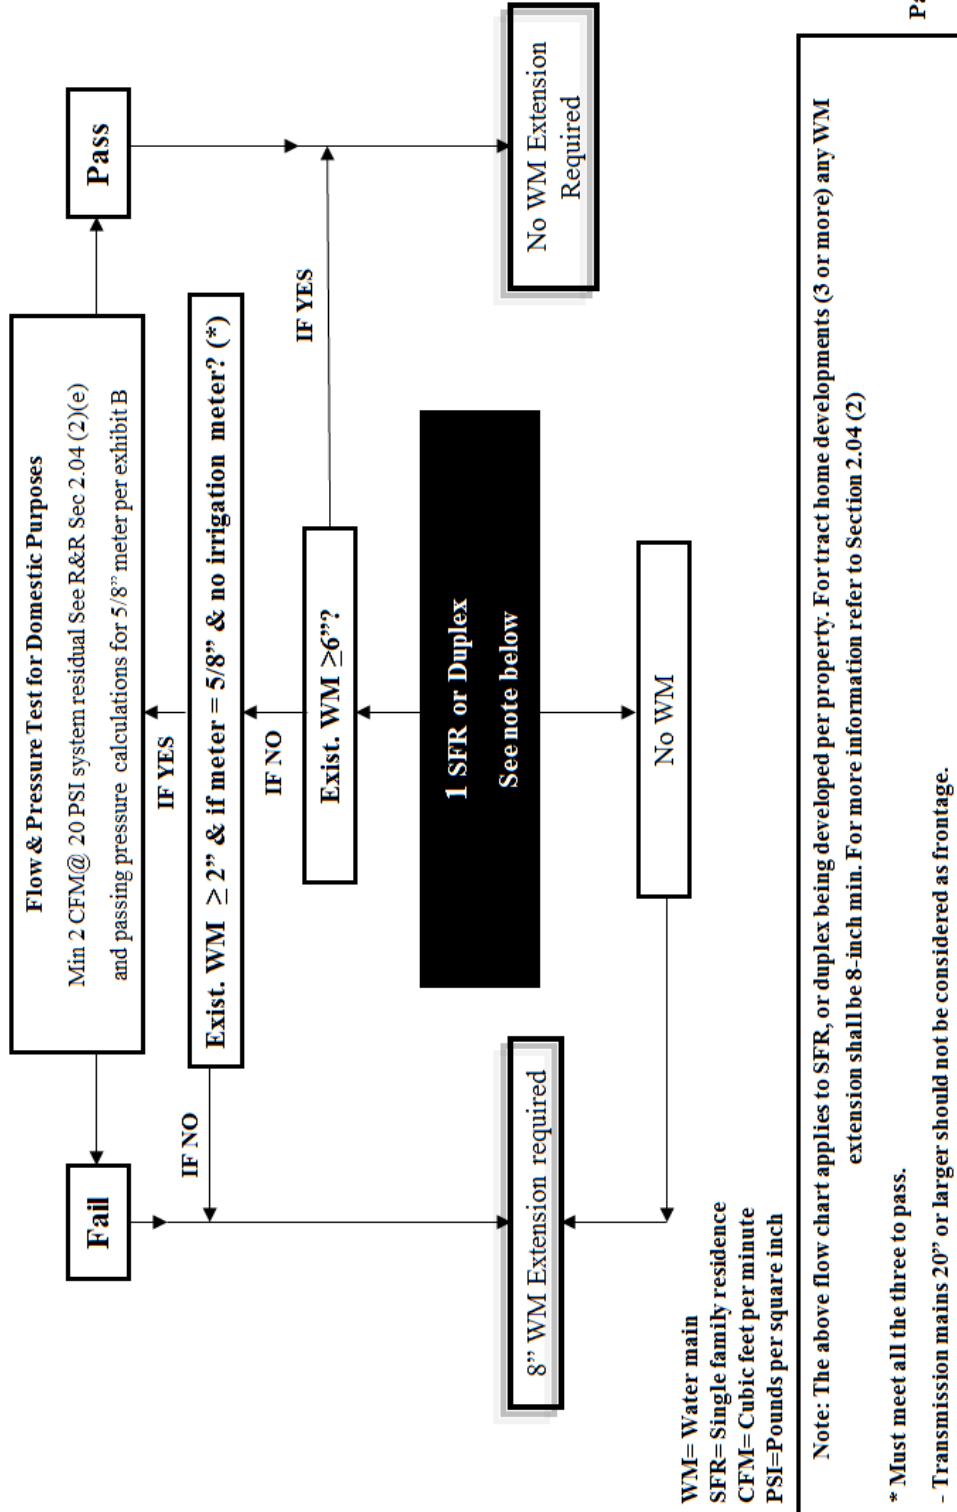 Flow & Pressure Test for Domestic Purposes
Min 2 CFM@ 20 PSI system residual See R&R Sec 2.04 (2)(e)
and passing pressure calculations for 5/8” meter per exhibit B
Fail
Pass
IF YES
IF NO
Exist. WM ≥ 2” & if meter = 5/8” & no irrigation meter? (*)
IF NO
IF YES
Exist. WM ≥6”?
1 SFR or Duplex
See note below
8” WM Extension required
No WM Extension
Required
No WM
WM= Water main
SFR= Single family residence
CFM= Cubic feet per minute
PSI=Pounds per square inch
Note: The above flow chart applies to SFR, or duplex being developed per property. For tract home developments (3 or more) any WM
extension shall be 8-inch min. For more information refer to Section 2.04 (2)
* Must meet all the three to pass.
- Transmission mains 20” or larger should not be considered as frontage.